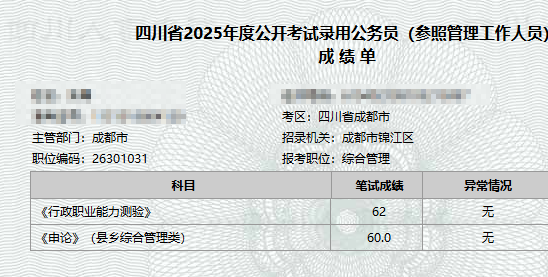 四川省2025年度公开考试录用公务员（参照管理工作人员）
成 绩 单
考区：四川省成都市
主管部门：成都市 招录机关：成都市锦江区
职位编码：26301031 报考职位：综合管理
科目 笔试成绩 异常情况
《行政职业能力测验》 62 无
《申论》（县乡综合管理类） 60.0 无